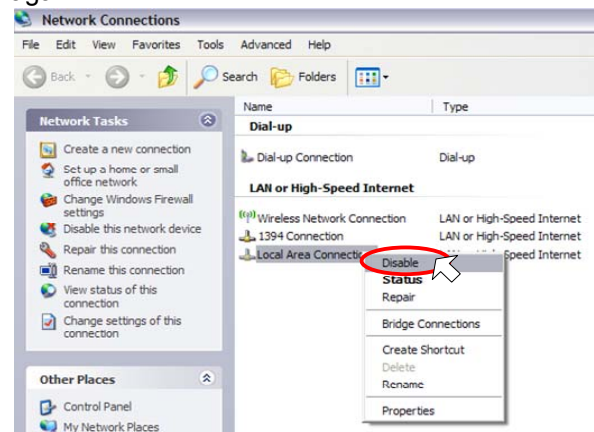 Network Connections
File Edit View Favorites Tools Advanced Help
Back Search Folders
Name Type
Network Tasks
Create a new connection
Set up a home or small
office network
Change Windows Firewall
settings
Disable this network device
Repair this connection
Rename this connection
View status of this
connection
Change settings of this
connection
Other Places
Control Panel
My Network Places
Dial-up
Dial-up Connection Dial-up
LAN or High-Speed Internet
Wireless Network Connection LAN or High-Speed Internet
1394 Connection LAN or High-Speed Internet
Local Area Connectio Speed Internet
Disable
Status
Repair
Bridge Connections
Create Shortcut
Delete
Rename
Properties